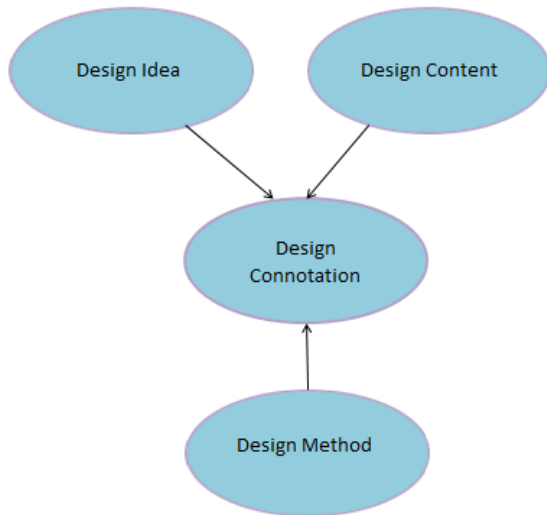 Design Idea
Design Content
Design
Connotation
Design Method